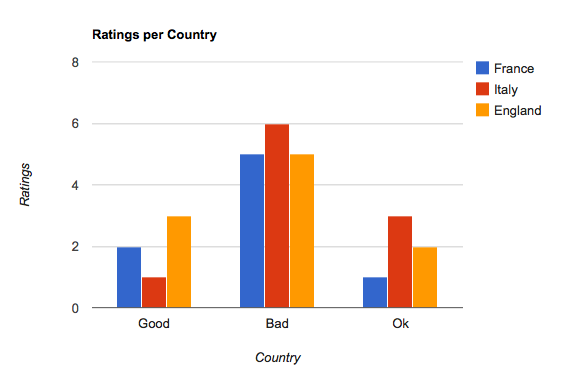 Ratings per Country
8
6
4
2
0
Ratings
Good Bad Ok
Country
France
Italy
England